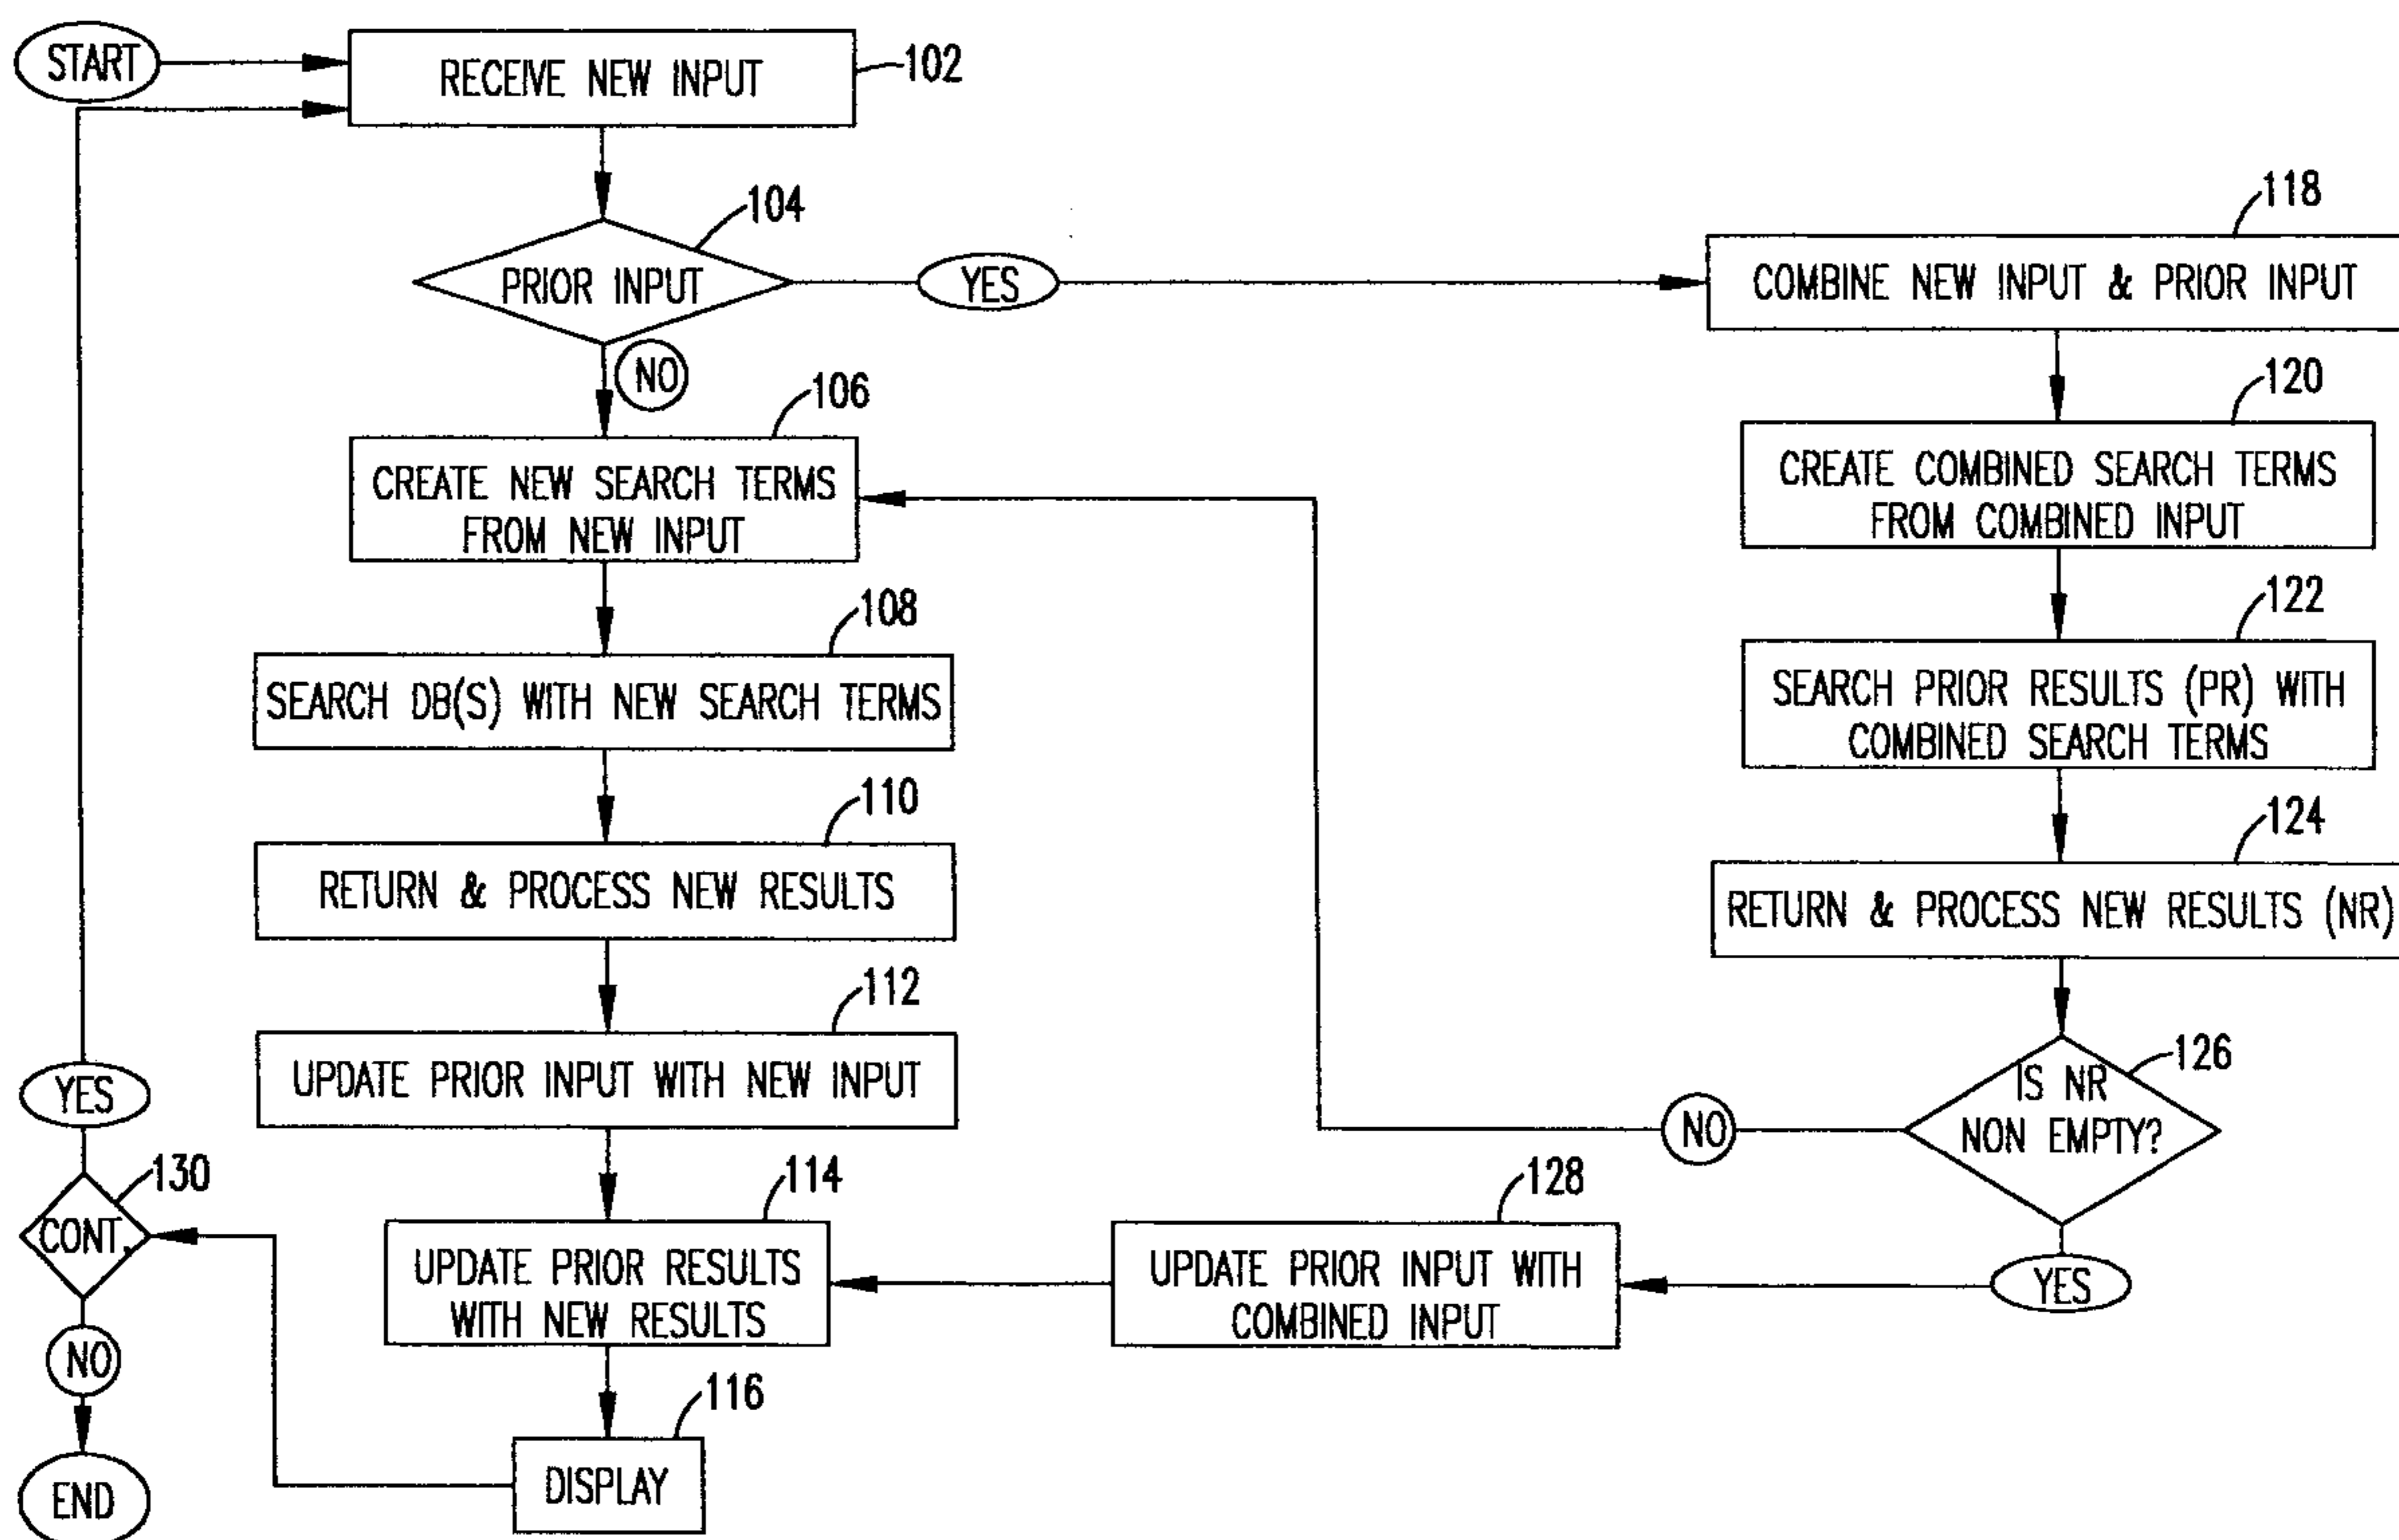 START
RECEIVE NEW INPUT
102
104
PRIOR INPUT
YES
118
COMBINE NEW INPUT & PRIOR INPUT
NO
106
CREATE NEW SEARCH TERMS
FROM NEW INPUT
120
CREATE COMBINED SEARCH TERMS
FROM COMBINED INPUT
108
SEARCH DB(S) WITH NEW SEARCH TERMS
122
SEARCH PRIOR RESULTS (PR) WITH
COMBINED SEARCH TERMS
110
RETURN & PROCESS NEW RESULTS
124
RETURN & PROCESS NEW RESULTS (NR)
112
UPDATE PRIOR INPUT WITH NEW INPUT
126
IS NR
NON EMPTY?
NO
YES
YES
130
CONT.
NO
END
114
UPDATE PRIOR RESULTS
WITH NEW RESULTS
128
UPDATE PRIOR INPUT WITH
COMBINED INPUT
116
DISPLAY